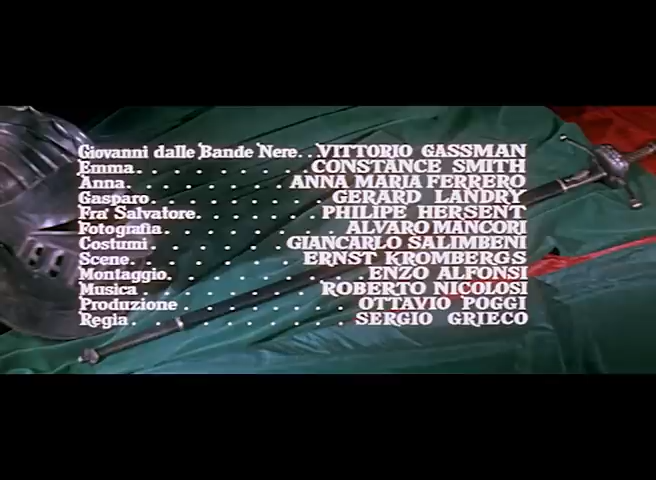 Giovanni dalle Bande Nere... VITTORIO GASSMAN
Emma........... CONSTANCE SMITH
Anna.......... ANNA MARIA FERRERO
Gasparo........... GERARD LANDRY
Fra' Salvatore........ PHILIPE HERSENT
Fotografia........... ALVARO MANCORI
Costumi......... GIANCARLO SALIMBENI
Scene.......... ERNST KROMBERGS
Montaggio........... ENZO ALFONSI
Musica.......... ROBERTO NICOLOSI
Produzione......... OTTAVIO POGGI
Regia............ SERGIO GRIECO